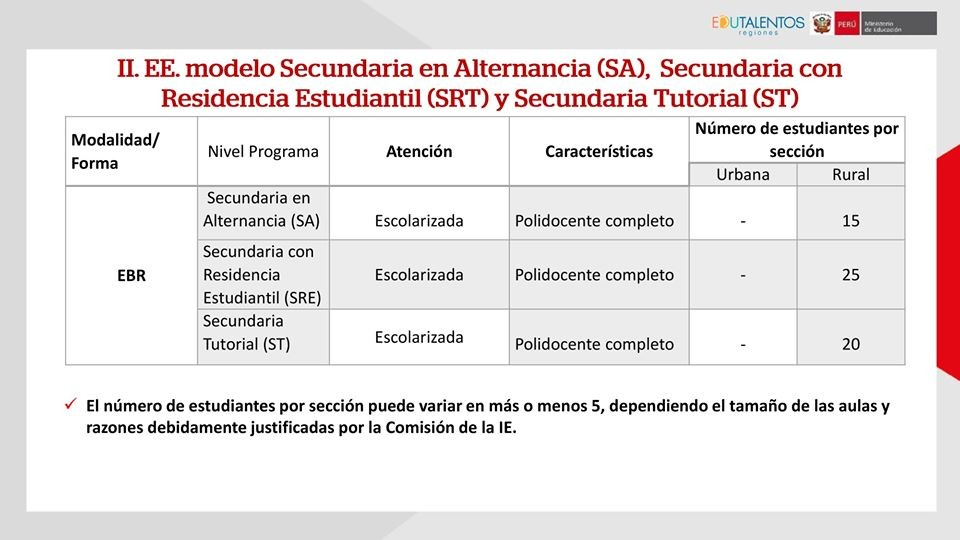 EDUTALENTOS
regiones
PERÚ
Ministerio
de Educación
II. EE. modelo Secundaria en Alternancia (SA), Secundaria con
Residencia Estudiantil (SRT) y Secundaria Tutorial (ST)
Modalidad/
Forma
Nivel Programa
Atención
Características
Número de estudiantes por
sección
Urbana
Rural
EBR
Secundaria en
Alternancia (SA)
Escolarizada
Polidocente completo
-
15
Secundaria con
Residencia
Estudiantil (SRE)
Escolarizada
Polidocente completo
-
25
Secundaria
Tutorial (ST)
Escolarizada
Polidocente completo
-
20
✓ El número de estudiantes por sección puede variar en más o menos 5, dependiendo el tamaño de las aulas y
razones debidamente justificadas por la Comisión de la IE.